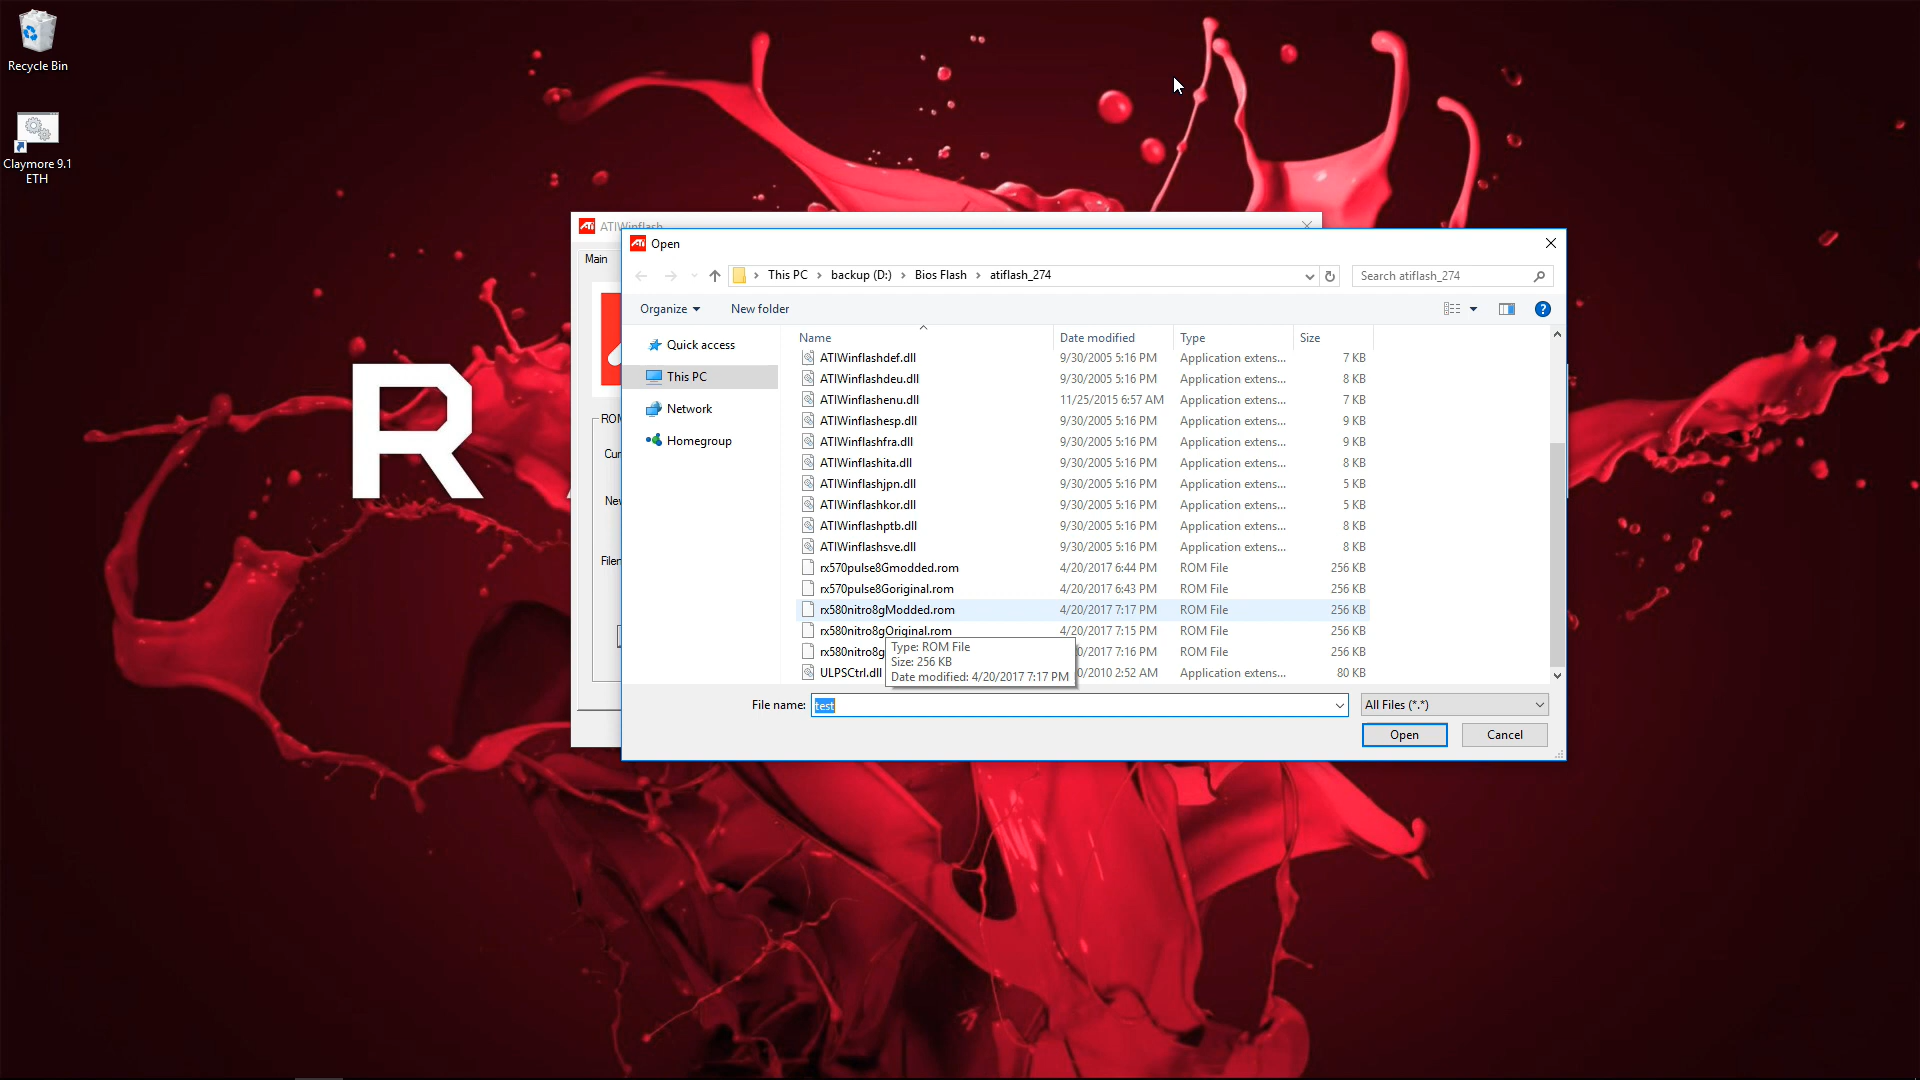 Recycle Bin
Claymore 9.1
ETH
R
ATIWinflash
Main
ROM
Cur
New
Open
This PC > backup (D:) > Bios Flash > atiflash_274
Search atiflash_274
Organize
New folder
Quick access
This PC
Network
Homegroup
Name Date modified Type Size
ATIWinflashdef.dll 9/30/2005 5:16 PM Application extens... 7 KB
ATIWinflashdeu.dll 9/30/2005 5:16 PM Application extens... 8 KB
ATIWinflashenu.dll 11/25/2015 6:57 AM Application extens... 7 KB
ATIWinflashesp.dll 9/30/2005 5:16 PM Application extens... 9 KB
ATIWinflashfra.dll 9/30/2005 5:16 PM Application extens... 9 KB
ATIWinflashita.dll 9/30/2005 5:16 PM Application extens... 8 KB
ATIWinflashjpn.dll 9/30/2005 5:16 PM Application extens... 5 KB
ATIWinflashkor.dll 9/30/2005 5:16 PM Application extens... 5 KB
ATIWinflashptb.dll 9/30/2005 5:16 PM Application extens... 8 KB
ATIWinflashsve.dll 9/30/2005 5:16 PM Application extens... 8 KB
rx570pulse8Gmodded.rom 4/20/2017 6:44 PM ROM File 256 KB
rx570pulse8Goriginal.rom 4/20/2017 6:43 PM ROM File 256 KB
rx580nitro8gModded.rom 4/20/2017 7:17 PM ROM File 256 KB
rx580nitro8gOriginal.rom 4/20/2017 7:15 PM ROM File 256 KB
rx580nitro8g 0/2017 7:16 PM ROM File 256 KB
ULPSCtrl.dll 0/2010 2:52 AM Application extens... 80 KB
Type: ROM File
Size: 256 KB
Date modified: 4/20/2017 7:17 PM
File name: test
All Files (*.*)
Open
Cancel